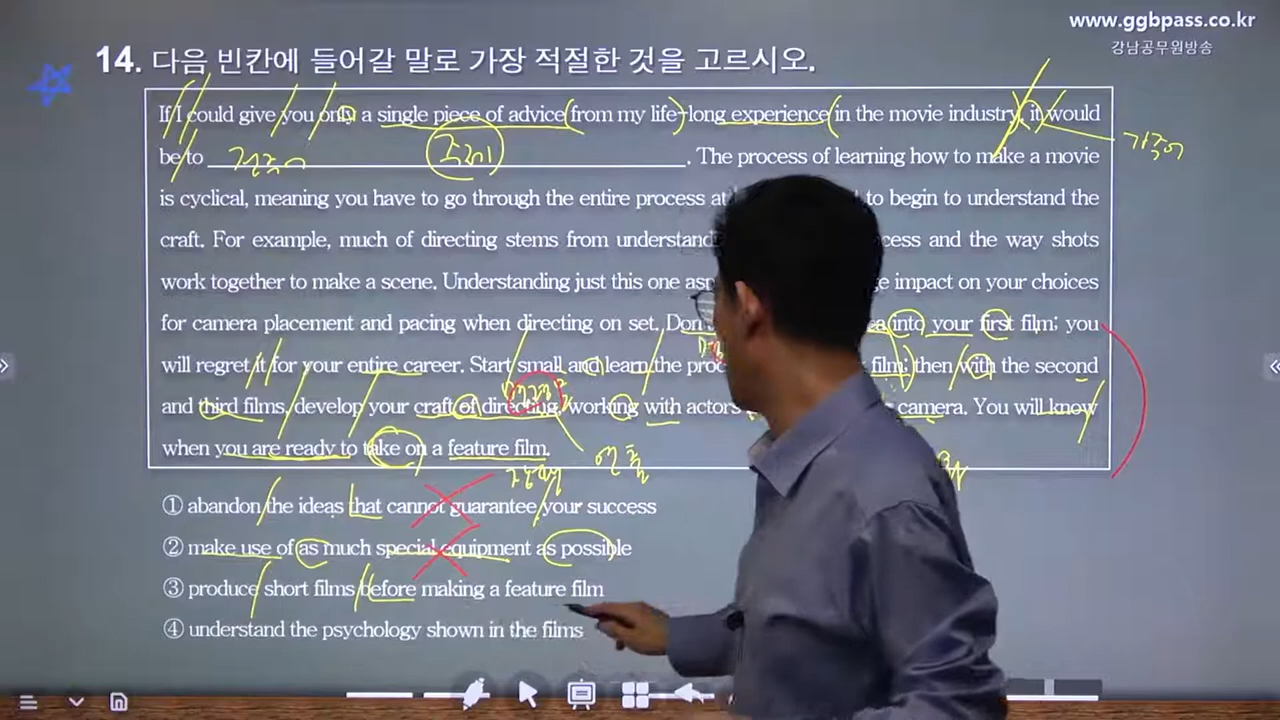 www.ggbpass.co.kr
강남공무원방송
14. 다음 빈칸에 들어갈 말로 가장 적절한 것을 고르시오.
If I could give you only a single piece of advice from my life-long experience in the movie industry, it would
be to ______. The process of learning how to make a movie
is cyclical, meaning you have to go through the entire process at to begin to understand the
craft. For example, much of directing stems from understanding and the way shots
work together to make a scene. Understanding just this one impact on your choices
for camera placement and pacing when directing on set. into your first film; you
will regret it for your entire career. Start small and learn the film; then with the second
and third films, develop your craft of directing, working with actors camera. You will know
when you are ready to take on a feature film.
① abandon the ideas that cannot guarantee your success
② make use of as much special equipment as possible
③ produce short films before making a feature film
④ understand the psychology shown in the films